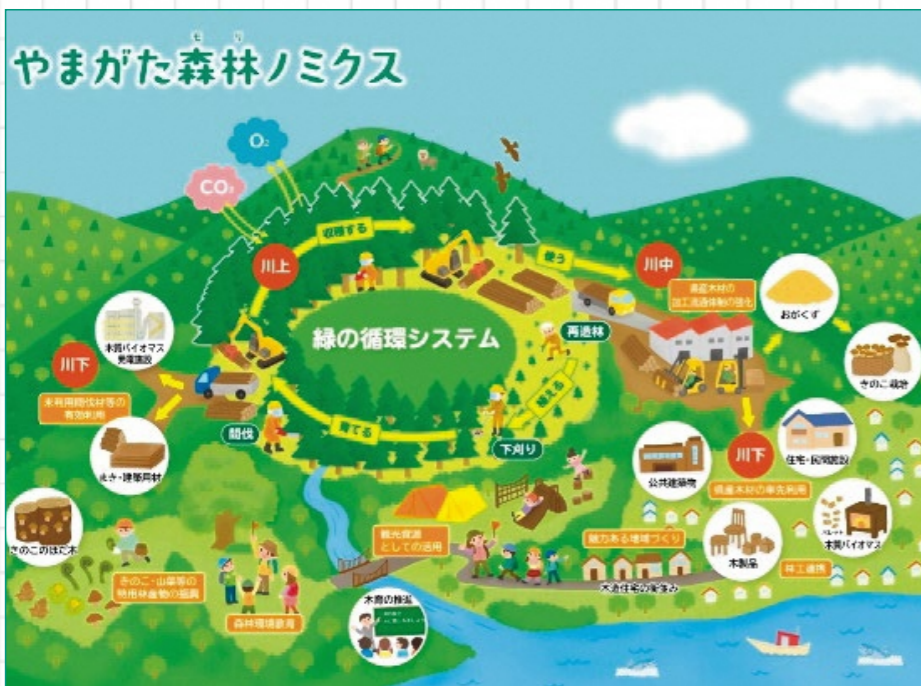 モリ
やまがた森林ノミクス
O₂
CO₂
収穫する
川上
使う
川中
県産木材の
加工流通体制の強化
おがくず
木質バイオマス
発電施設
緑の循環システム
再造林
きのこ栽培
川下
未利用間伐材等の
有効利用
植える
育てる
間伐
下刈り
まき・建築用材
公共建築物
川下
住宅・民間施設
県産木材の率先利用
きのこのほだ木
観光資源
としての活用
魅力ある地域づくり
木製品
ペレット
木質バイオマス
きのこ・山菜等の
特用林産物の振興
木造住宅の街並み
林工連携
木育の推進
森林環境教育